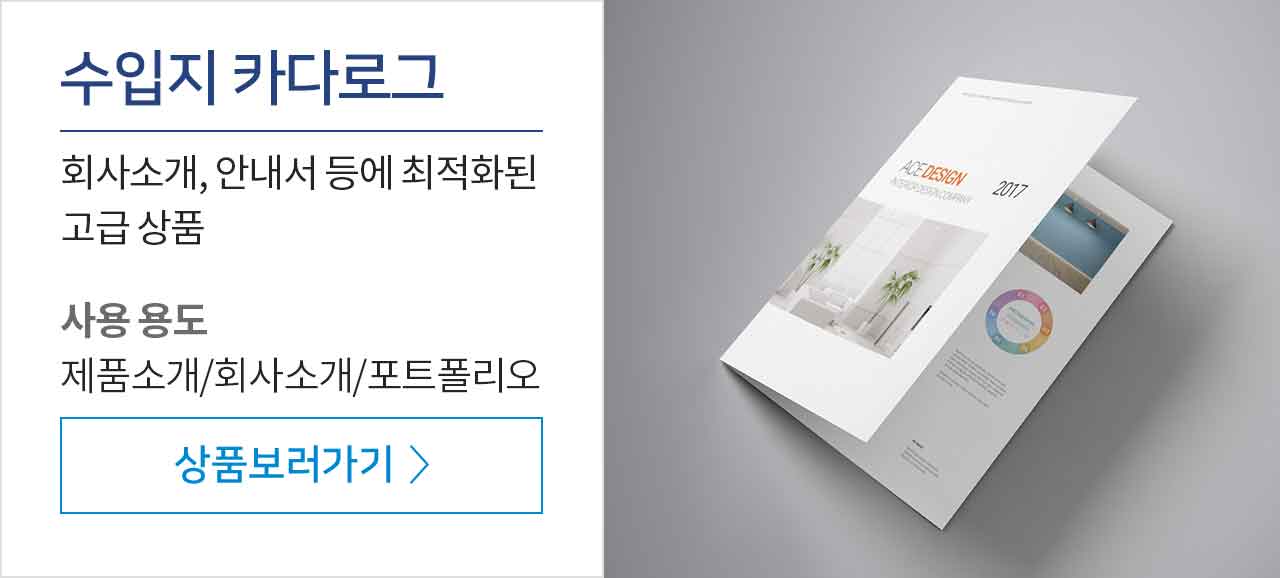 수입지 카다로그
회사소개, 안내서 등에 최적화된
고급 상품
사용 용도
제품소개/회사소개/포트폴리오
상품보러가기
ACE DESIGN
INTERIOR DESIGN COMPANY
2017